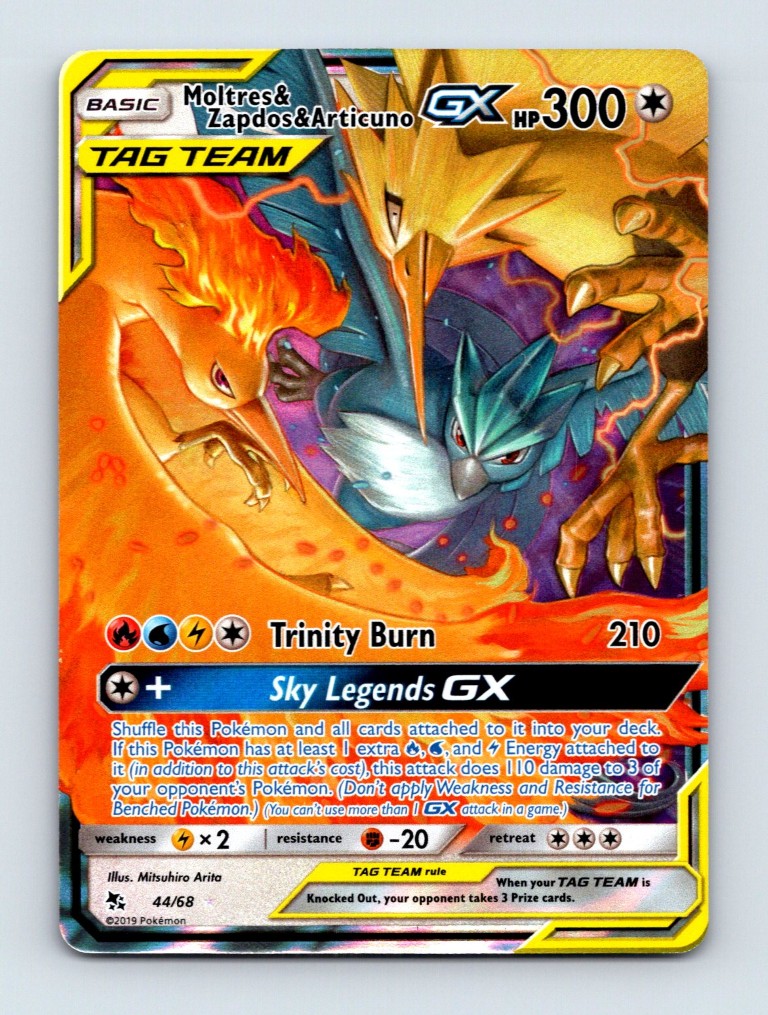 BASIC
Moltres&
Zapdos&Articuno GX HP300
TAG TEAM
Trinity Burn 210
+ Sky Legends GX
Shuffle this Pokémon and all cards attached to it into your deck.
If this Pokémon has at least 1 extra , , and Energy attached to
it (in addition to this attack's cost), this attack does 110 damage to 3 of
your opponent's Pokémon. (Don't apply Weakness and Resistance for
Benched Pokémon.) (You can't use more than 1 GX attack in a game.)
weakness ×2 resistance -20 retreat
Illus. Mitsuhiro Arita
TAG TEAM rule
When your TAG TEAM is
Knocked Out, your opponent takes 3 Prize cards.
44/68
©2019 Pokémon